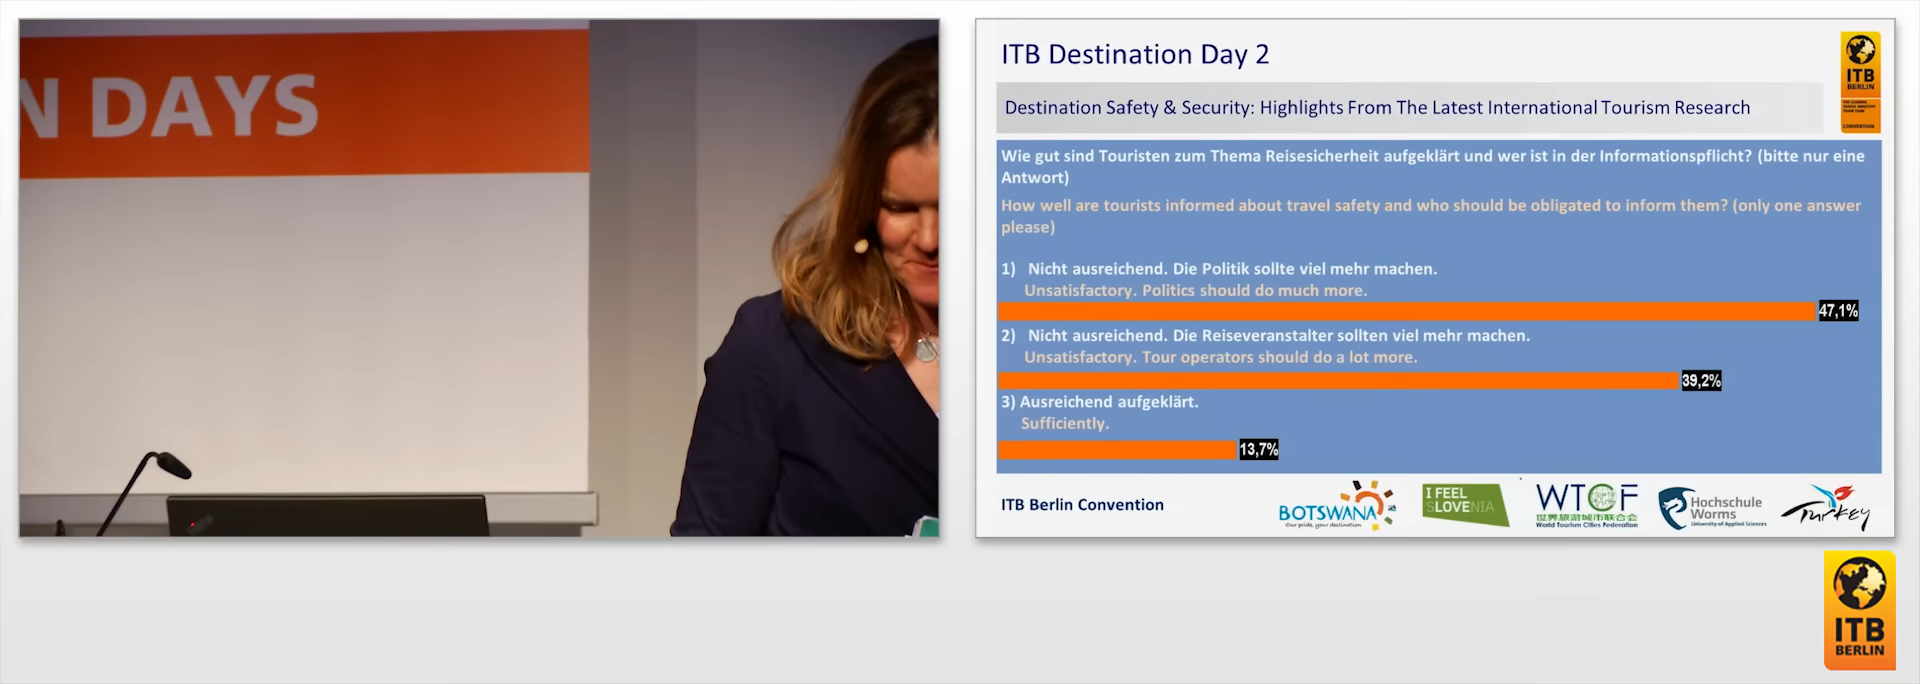 N DAYS
ITB Destination Day 2
Destination Safety & Security: Highlights From The Latest International Tourism Research
ITB
BERLIN
CONVENTION
Wie gut sind Touristen zum Thema Reisesicherheit aufgeklärt und wer ist in der Informationspflicht? (bitte nur eine
Antwort)
How well are tourists informed about travel safety and who should be obligated to inform them? (only one answer
please)
1) Nicht ausreichend. Die Politik sollte viel mehr machen.
Unsatisfactory. Politics should do much more.
47,1%
2) Nicht ausreichend. Die Reiseveranstalter sollten viel mehr machen.
Unsatisfactory. Tour operators should do a lot more.
39,2%
3) Ausreichend aufgeklärt.
Sufficiently.
13,7%
ITB Berlin Convention
BOTSWANA
Our pride, your destination
I FEEL
SLOVENIA
WTCF
世界旅游城市联合会
World Tourism Cities Federation
Hochschule
Worms
University of Applied Sciences
Turkey
ITB
BERLIN